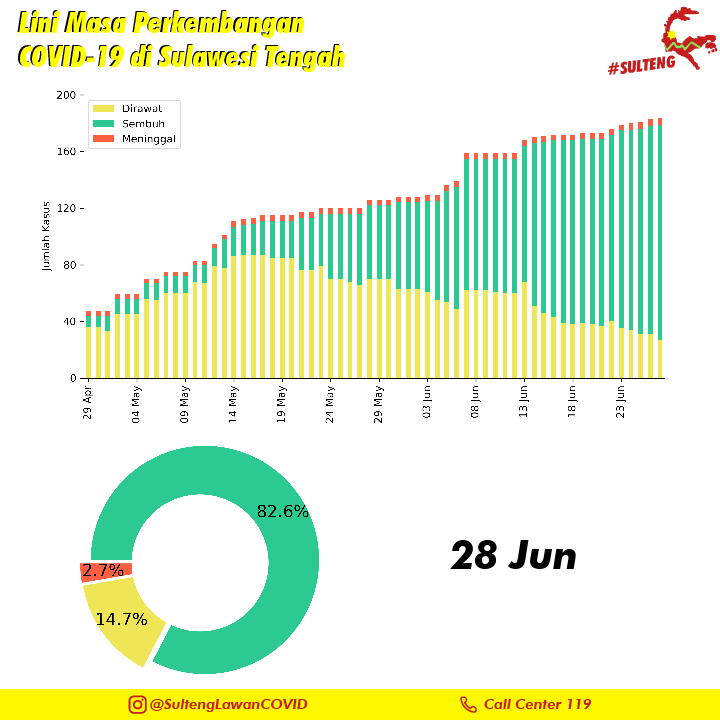 Lini Masa Perkembangan
COVID-19 di Sulawesi Tengah
#SULTENG
200
160
120
80
40
0
Jumlah Kasus
Dirawat
Sembuh
Meninggal
29 Apr
04 May
09 May
14 May
19 May
24 May
29 May
03 Jun
08 Jun
13 Jun
18 Jun
23 Jun
82.6%
2.7%
14.7%
28 Jun
@SultengLawanCOVID
Call Center 119